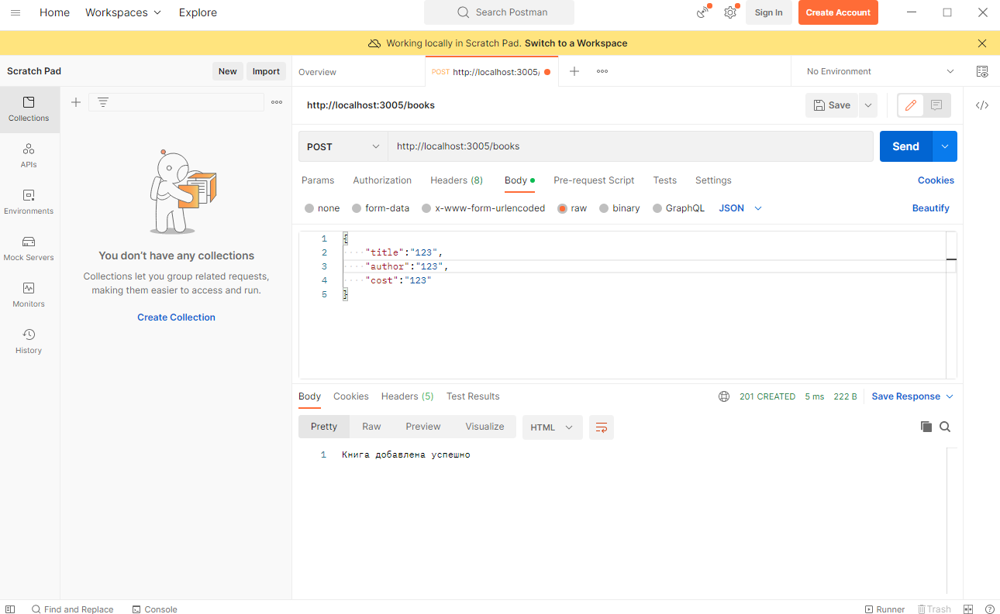 Home Workspaces Explore Search Postman Sign In Create Account
Working locally in Scratch Pad. Switch to a Workspace
Scratch Pad New Import Overview POST http://localhost:3005/ No Environment
Collections
APIs
Environments
Mock Servers
Monitors
History
You don't have any collections
Collections let you group related requests,
making them easier to access and run.
Create Collection
http://localhost:3005/books Save
POST http://localhost:3005/books Send
Params Authorization Headers (8) Body Pre-request Script Tests Settings Cookies
none form-data x-www-form-urlencoded raw binary GraphQL JSON Beautify
1 {
2 "title":"123",
3 "author":"123",
4 "cost":"123"
5 }
Body Cookies Headers (5) Test Results 201 CREATED 5 ms 222 B Save Response
Pretty Raw Preview Visualize HTML
1 Книга добавлена успешно
Find and Replace Console Runner Trash